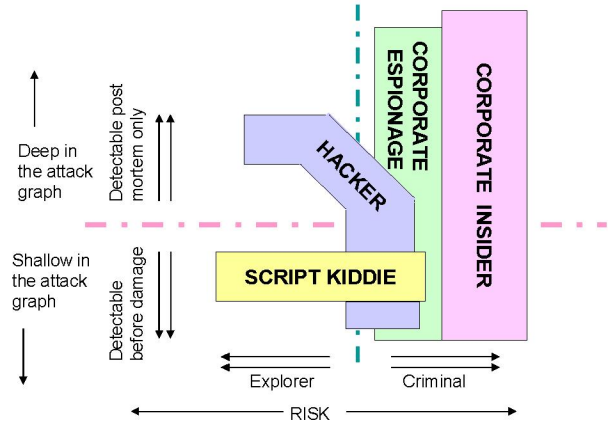 Deep in
the attack
graph
Detectable post
mortem only
HACKER
CORPORATE
ESPIONAGE
CORPORATE INSIDER
Shallow in
the attack
graph
Detectable
before damage
SCRIPT KIDDIE
Explorer
Criminal
RISK